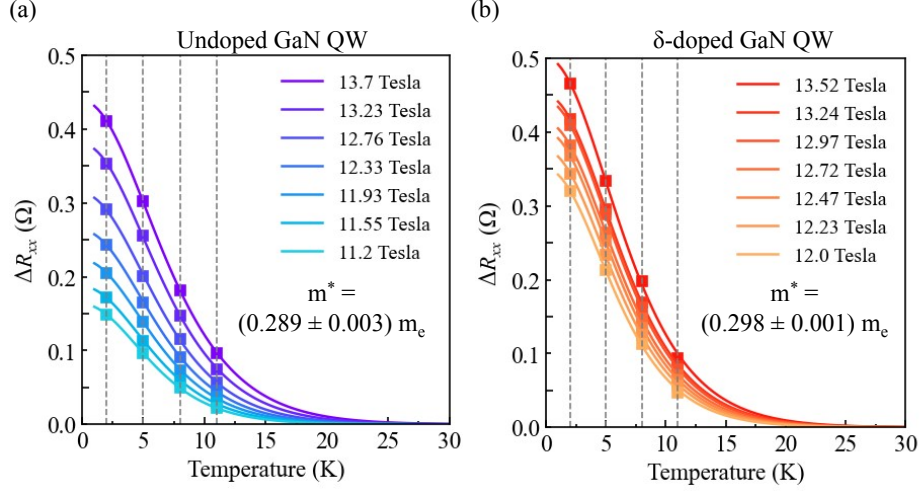 (a)
Undoped GaN QW
0.5
0.4
0.3
0.2
0.1
0.0
ΔRxx (Ω)
13.7 Tesla
13.23 Tesla
12.76 Tesla
12.33 Tesla
11.93 Tesla
11.55 Tesla
11.2 Tesla
m* =
(0.289 ± 0.003) me
0 5 10 15 20 25 30
Temperature (K)
(b)
δ-doped GaN QW
0.5
0.4
0.3
0.2
0.1
0.0
ΔRxx (Ω)
13.52 Tesla
13.24 Tesla
12.97 Tesla
12.72 Tesla
12.47 Tesla
12.23 Tesla
12.0 Tesla
m* =
(0.298 ± 0.001) me
0 5 10 15 20 25 30
Temperature (K)